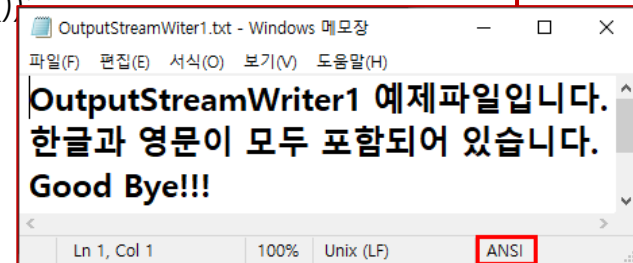 ))
OutputStreamWiter1.txt - Windows 메모장
파일(F) 편집(E) 서식(O) 보기(V) 도움말(H)
OutputStreamWriter1 예제파일입니다.
한글과 영문이 모두 포함되어 있습니다.
Good Bye!!!
Ln 1, Col 1 100% Unix (LF) ANSI